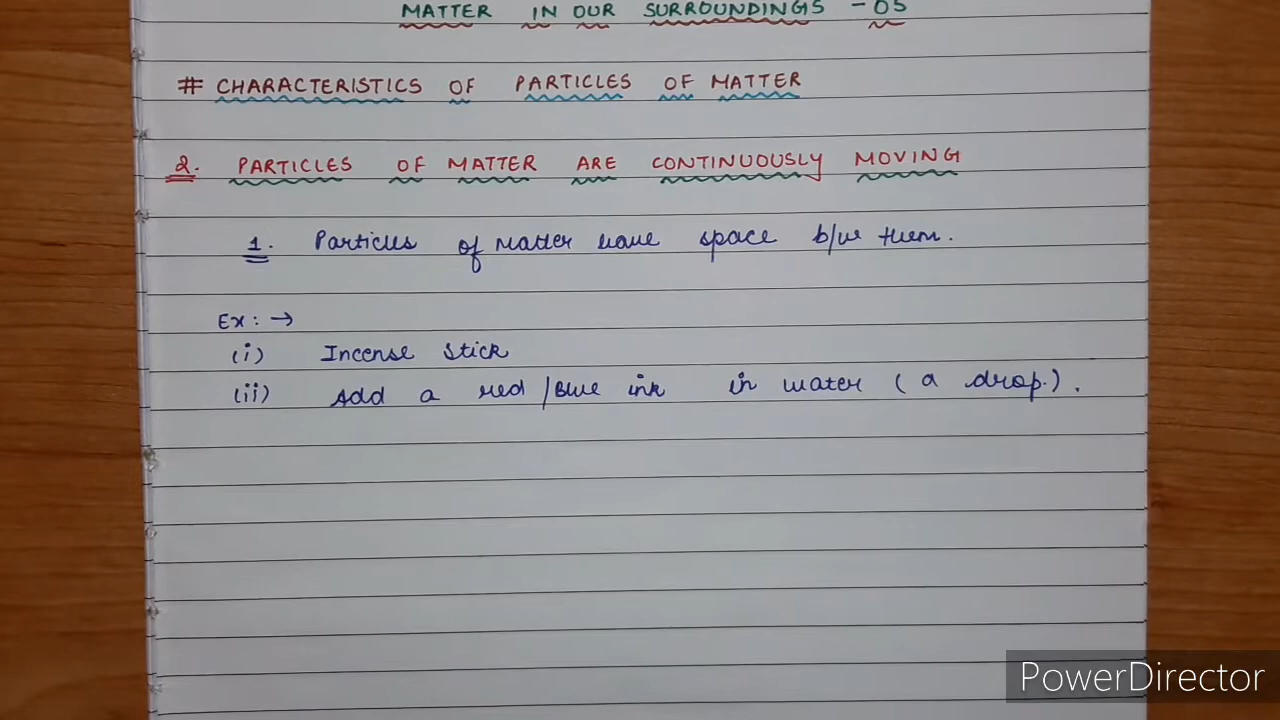 MATTER IN OUR SURROUNDINGS - 05
# CHARACTERISTICS OF PARTICLES OF MATTER
2. PARTICLES OF MATTER ARE CONTINUOUSLY MOVING
1. Particles of matter have space b/w them.
Ex: →
(i) Incense stick
(ii) Add a red/Blue ink in water (a drop.).
PowerDirector